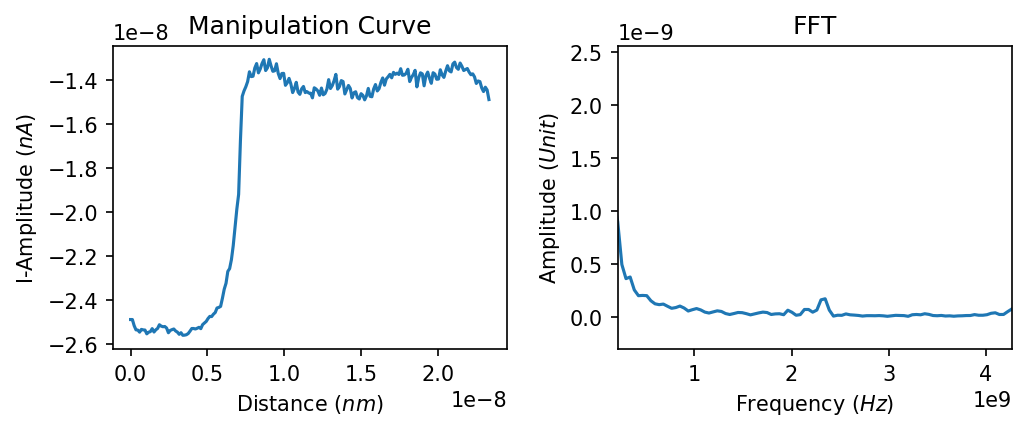 Manipulation Curve
1e−8
I-Amplitude (nA)
−1.4
−1.6
−1.8
−2.0
−2.2
−2.4
−2.6
0.0 0.5 1.0 1.5 2.0
1e−8
Distance (nm)
FFT
1e−9
Amplitude (Unit)
2.5
2.0
1.5
1.0
0.5
0.0
1 2 3 4
1e9
Frequency (Hz)